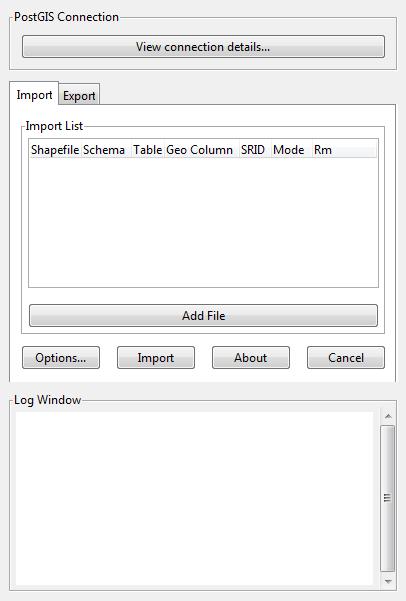 PostGIS Connection
View connection details...
Import Export
Import List
Shapefile Schema Table Geo Column SRID Mode Rm
Add File
Options... Import About Cancel
Log Window